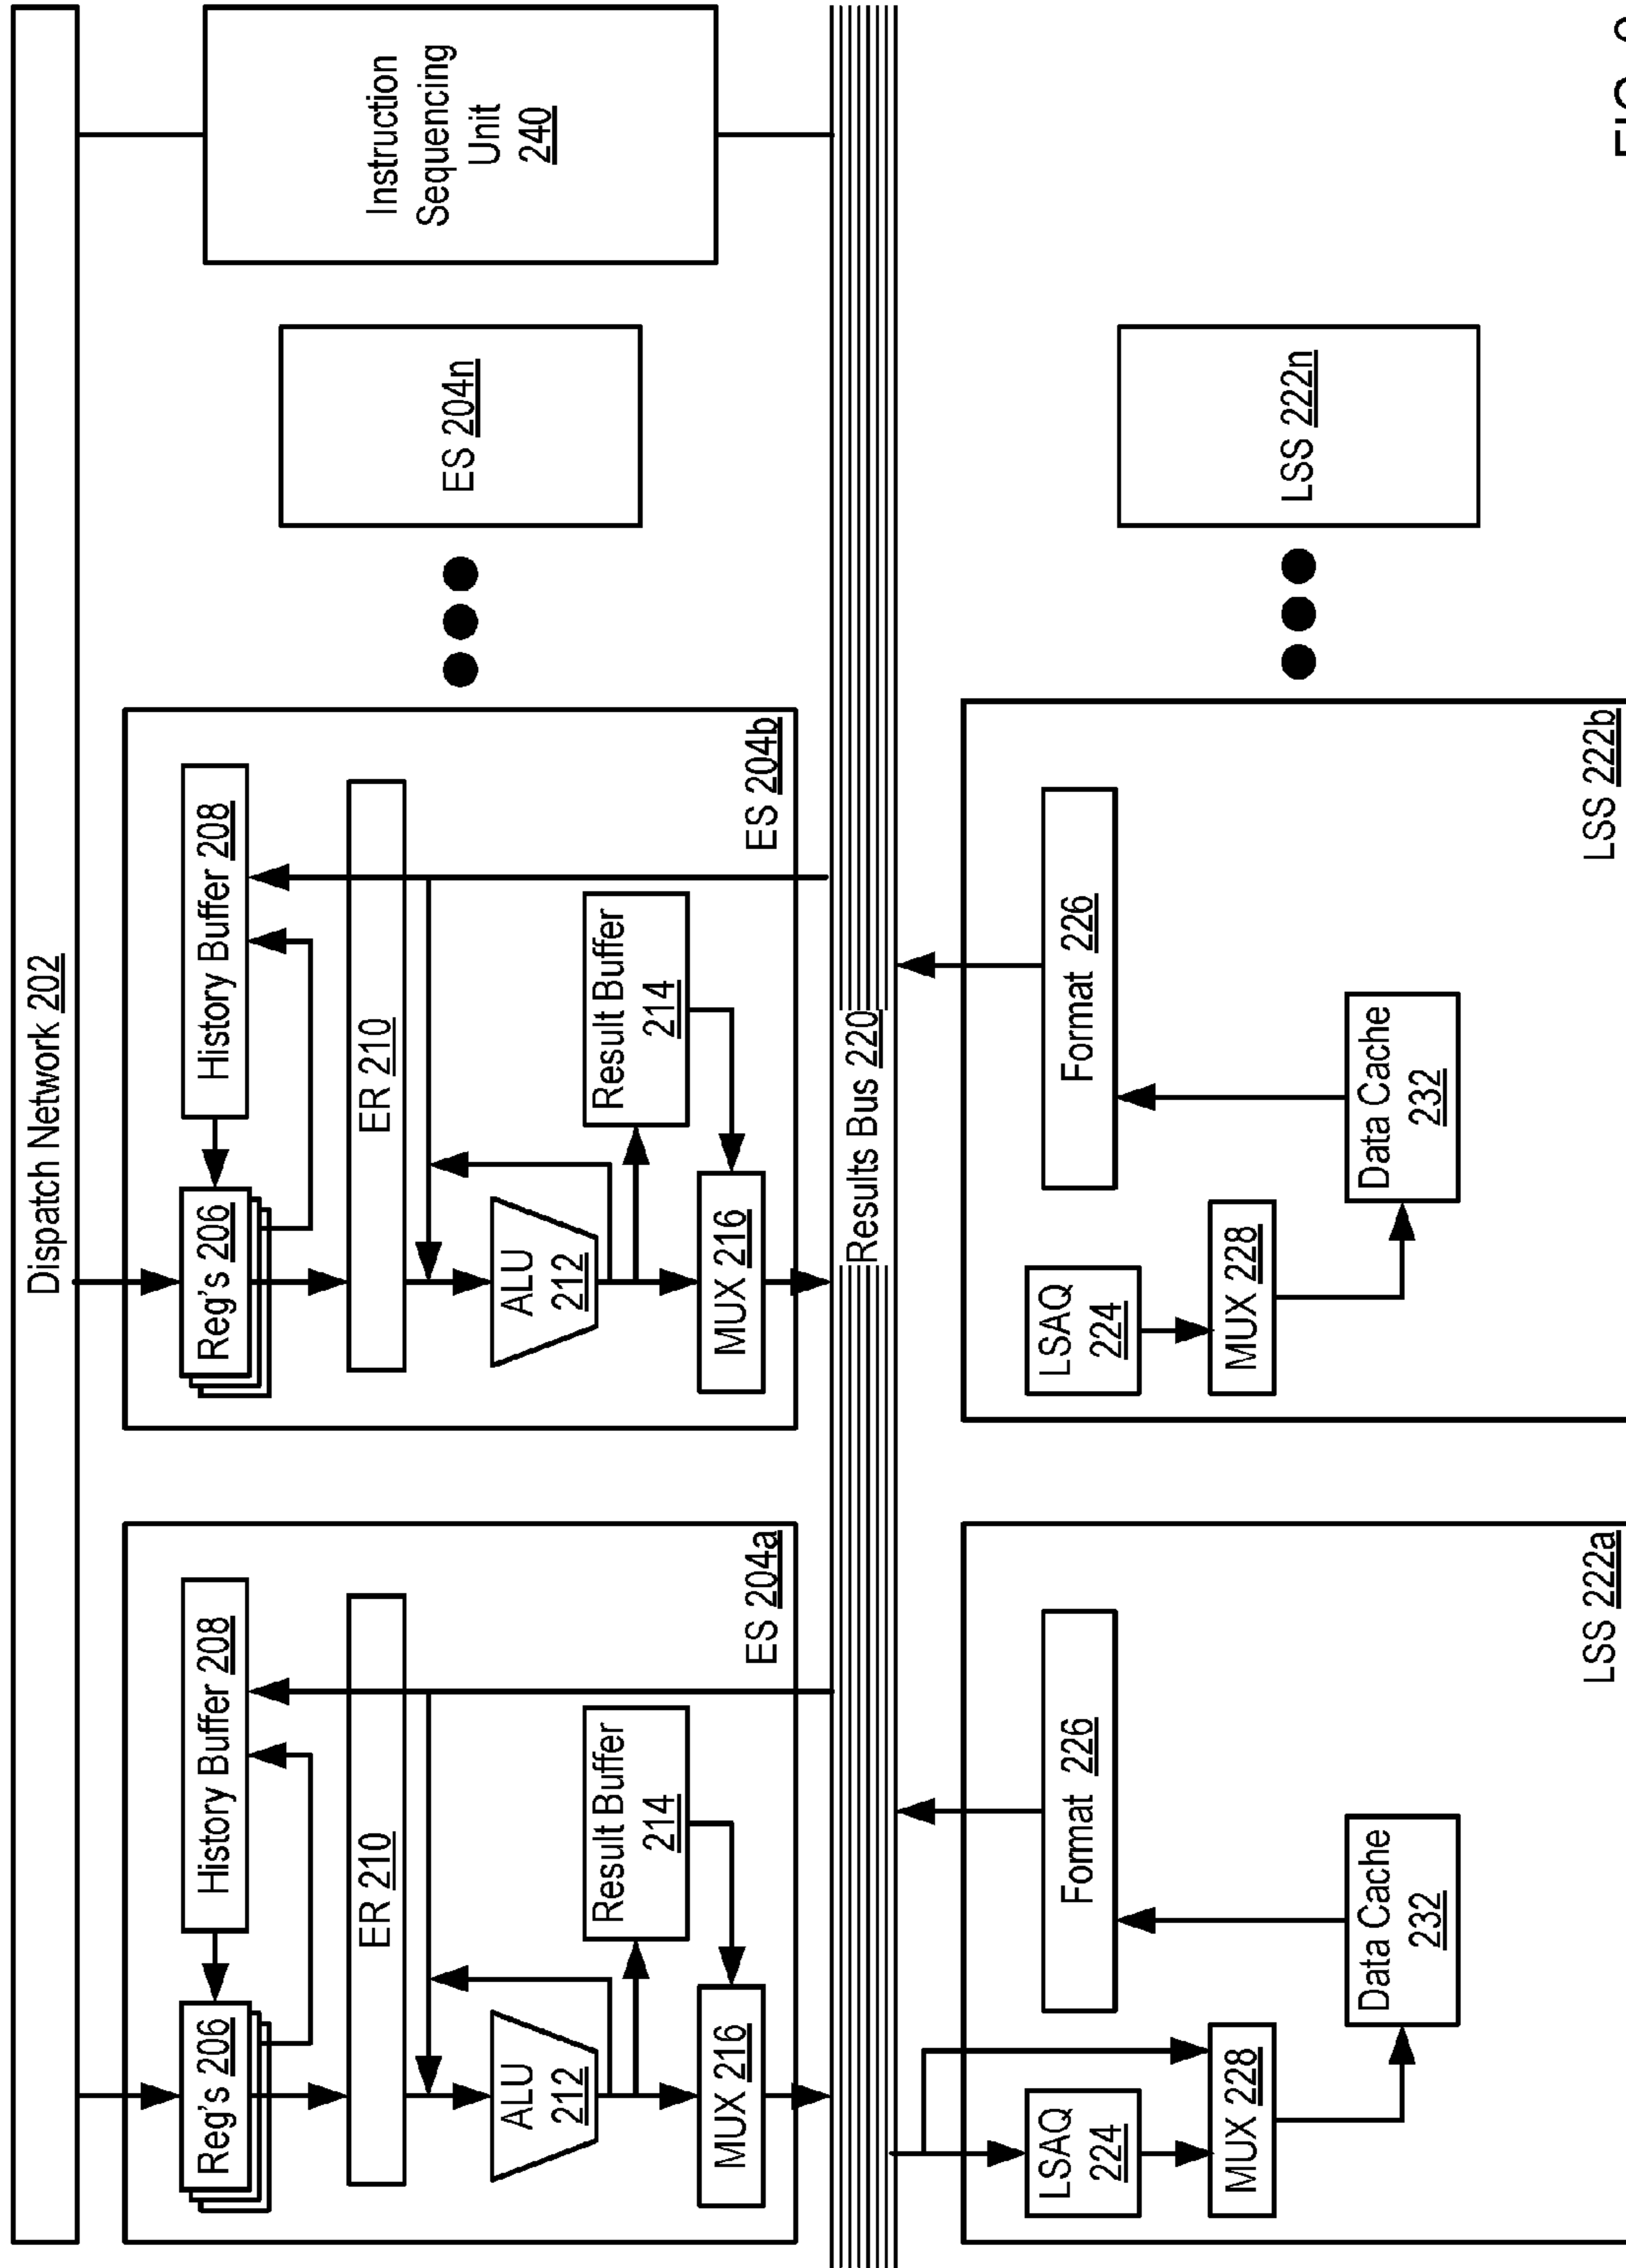 Dispatch Network 202
Reg's 206
History Buffer 208
ER 210
ALU
212
Result Buffer
214
MUX 216
ES 204a
Reg's 206
History Buffer 208
ER 210
ALU
212
Result Buffer
214
MUX 216
ES 204b
ES 204n
Instruction
Sequencing
Unit
240
Results Bus 220
LSAQ
224
Format 226
MUX 228
Data Cache
232
LSS 222a
LSAQ
224
Format 226
MUX 228
Data Cache
232
LSS 222b
LSS 222n
FIG.